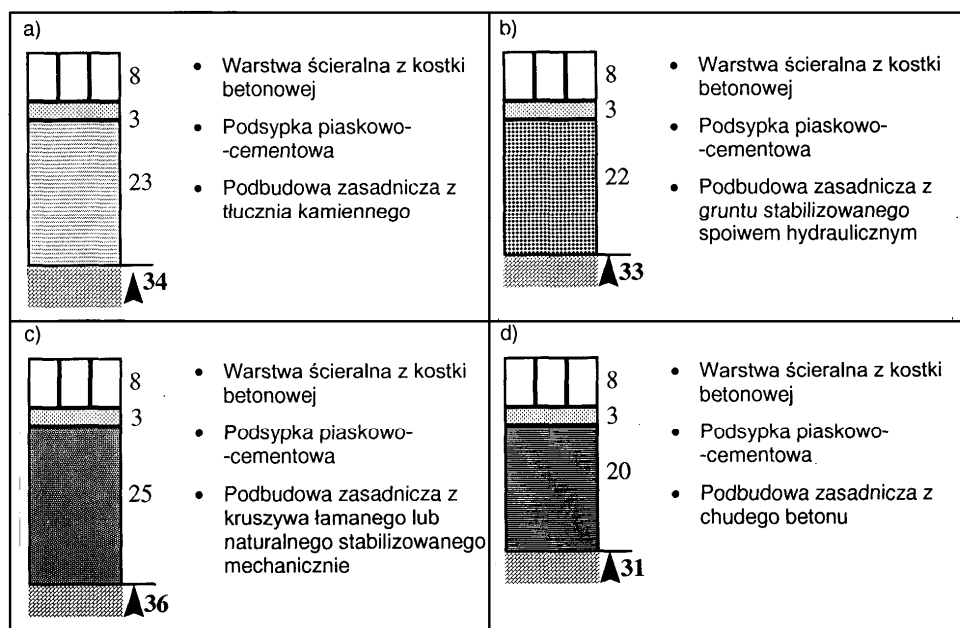 a)
8
3
23
34
• Warstwa ścieralna z kostki
betonowej
• Podsypka piaskowo-
-cementowa
• Podbudowa zasadnicza z
tłucznia kamiennego
b)
8
3
22
33
• Warstwa ścieralna z kostki
betonowej
• Podsypka piaskowo-
-cementowa
• Podbudowa zasadnicza z
gruntu stabilizowanego
spoiwem hydraulicznym
c)
8
3
25
36
• Warstwa ścieralna z kostki
betonowej
• Podsypka piaskowo-
-cementowa
• Podbudowa zasadnicza z
kruszywa łamanego lub
naturalnego stabilizowanego
mechanicznie
d)
8
3
20
31
• Warstwa ścieralna z kostki
betonowej
• Podsypka piaskowo-
-cementowa
• Podbudowa zasadnicza z
chudego betonu